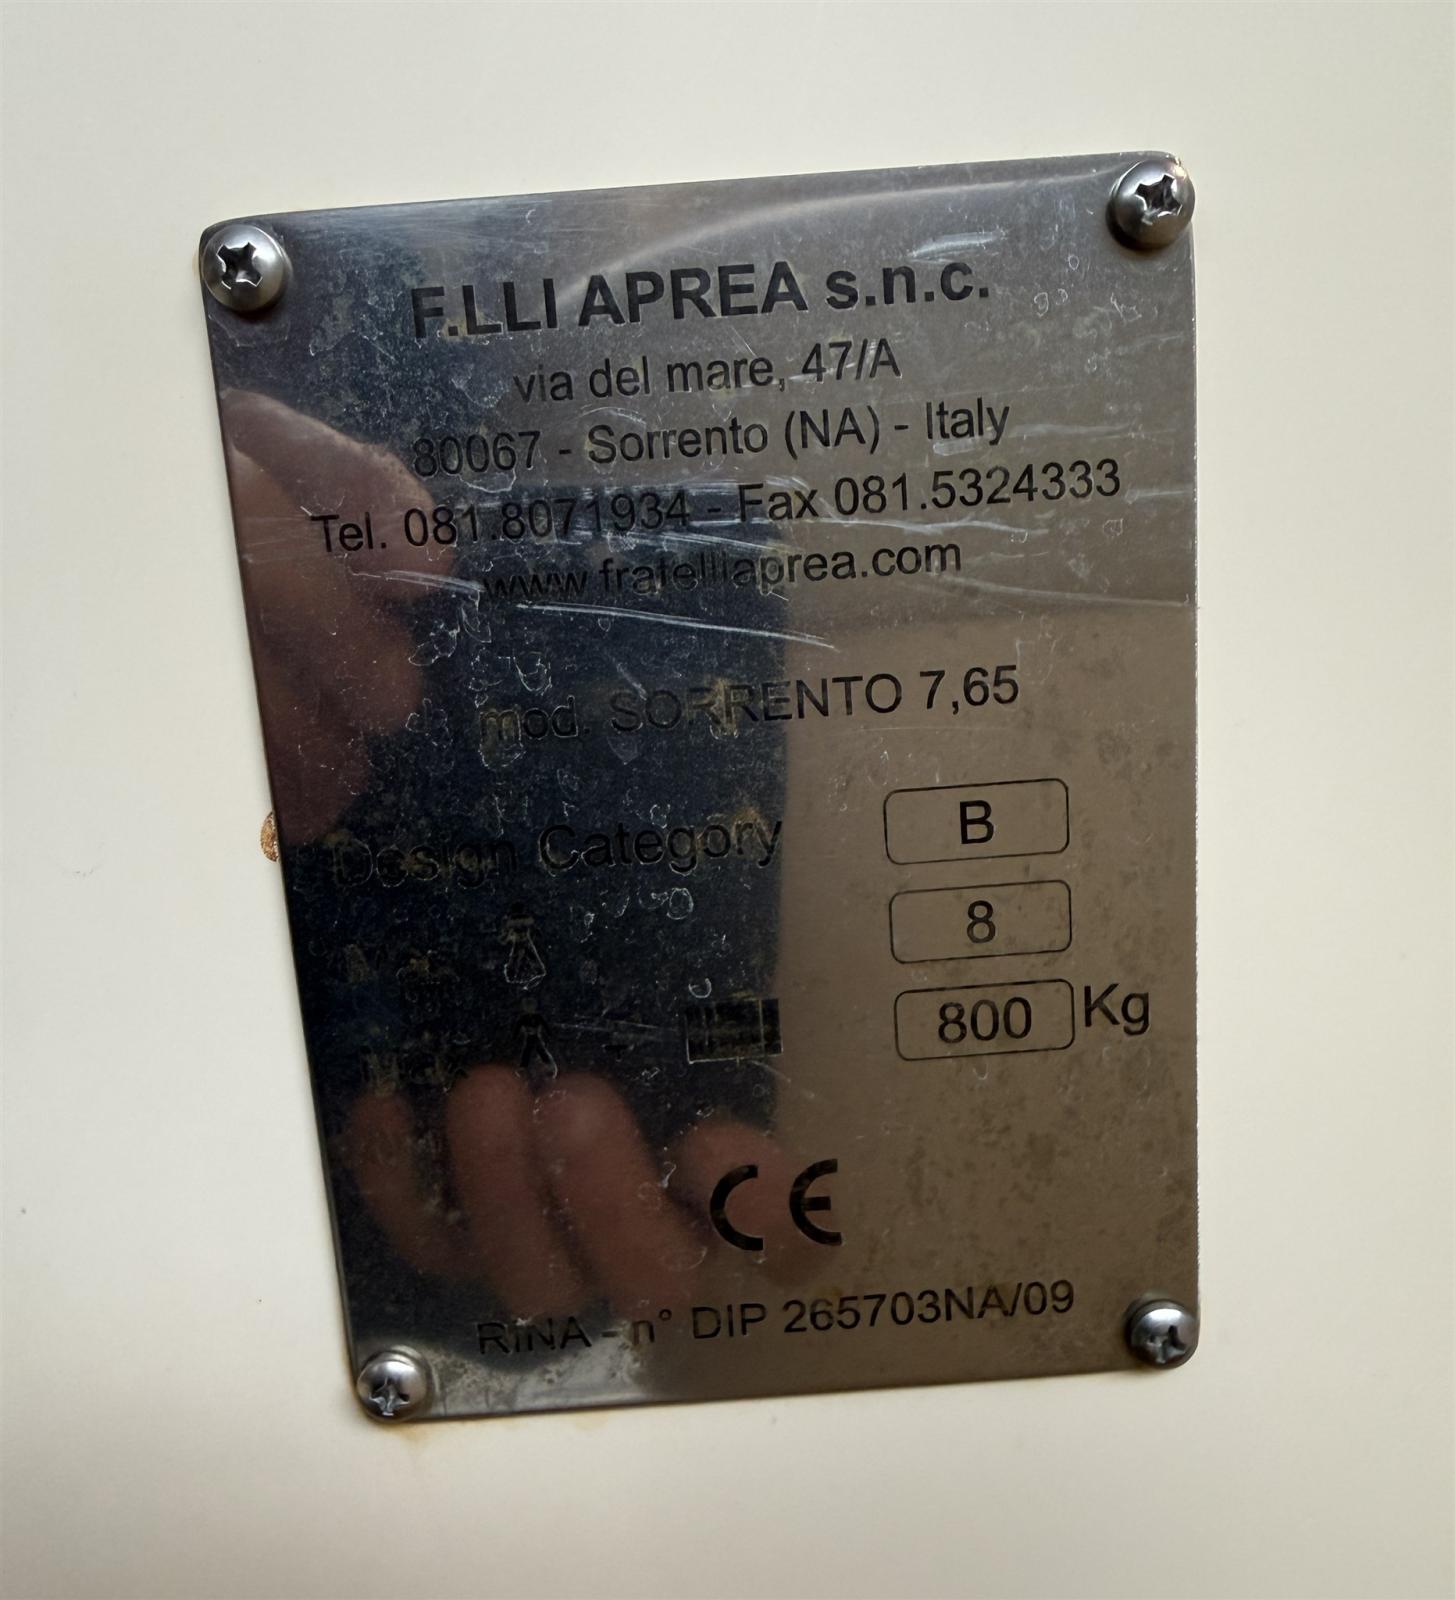 F.LLI APREA s.n.c.
via del mare, 47/A
80067 - Sorrento (NA) - Italy
Tel. 081.8071934 - Fax 081.5324333
www.fratelliaprea.com
mod. SORRENTO 7,65
Design Category B
8
Max + 800 Kg
CE
RINA - n° DIP 265703NA/09